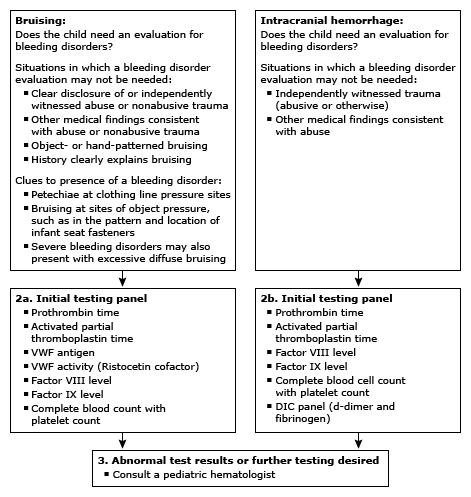 Bruising:
Does the child need an evaluation for
bleeding disorders?
Situations in which a bleeding disorder
evaluation may not be needed:
▪ Clear disclosure of or independently
witnessed abuse or nonabusive trauma
▪ Other medical findings consistent
with abuse or nonabusive trauma
▪ Object- or hand-patterned bruising
▪ History clearly explains bruising
Clues to presence of a bleeding disorder:
▪ Petechiae at clothing line pressure sites
▪ Bruising at sites of object pressure,
such as in the pattern and location of
infant seat fasteners
▪ Severe bleeding disorders may also
present with excessive diffuse bruising
Intracranial hemorrhage:
Does the child need an evaluation for
bleeding disorders?
Situations in which a bleeding disorder
evaluation may not be needed:
▪ Independently witnessed trauma
(abusive or otherwise)
▪ Other medical findings consistent
with abuse
2a. Initial testing panel
▪ Prothrombin time
▪ Activated partial
thromboplastin time
▪ VWF antigen
▪ VWF activity (Ristocetin cofactor)
▪ Factor VIII level
▪ Factor IX level
▪ Complete blood count with
platelet count
2b. Initial testing panel
▪ Prothrombin time
▪ Activated partial
thromboplastin time
▪ Factor VIII level
▪ Factor IX level
▪ Complete blood cell count
with platelet count
▪ DIC panel (d-dimer and
fibrinogen)
3. Abnormal test results or further testing desired
▪ Consult a pediatric hematologist